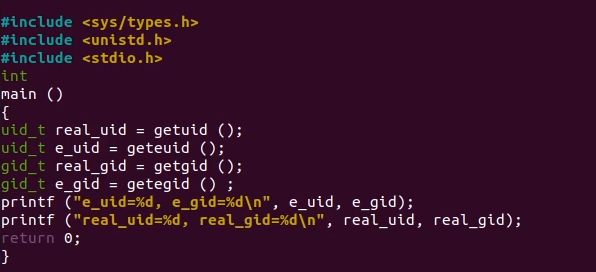 #include <sys/types.h>
#include <unistd.h>
#include <stdio.h>
int
main ()
{
uid_t real_uid = getuid ();
uid_t e_uid = geteuid ();
gid_t real_gid = getgid ();
gid_t e_gid = getegid () ;
printf ("e_uid=%d, e_gid=%d\n", e_uid, e_gid);
printf ("real_uid=%d, real_gid=%d\n", real_uid, real_gid);
return 0;
}